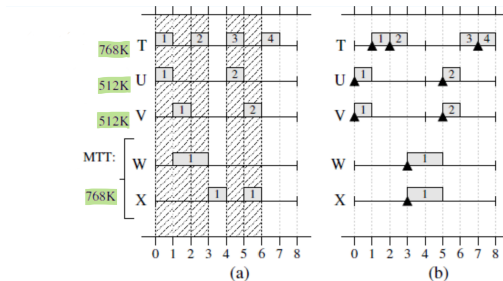 768K T 1 2 3 4 T 1 2 3 4
512K U 1 2 U 1 2
512K V 1 2 V 1 2
MTT: W 1 W 1
768K X 1 1 X 1
0 1 2 3 4 5 6 7 8 0 1 2 3 4 5 6 7 8
(a) (b)